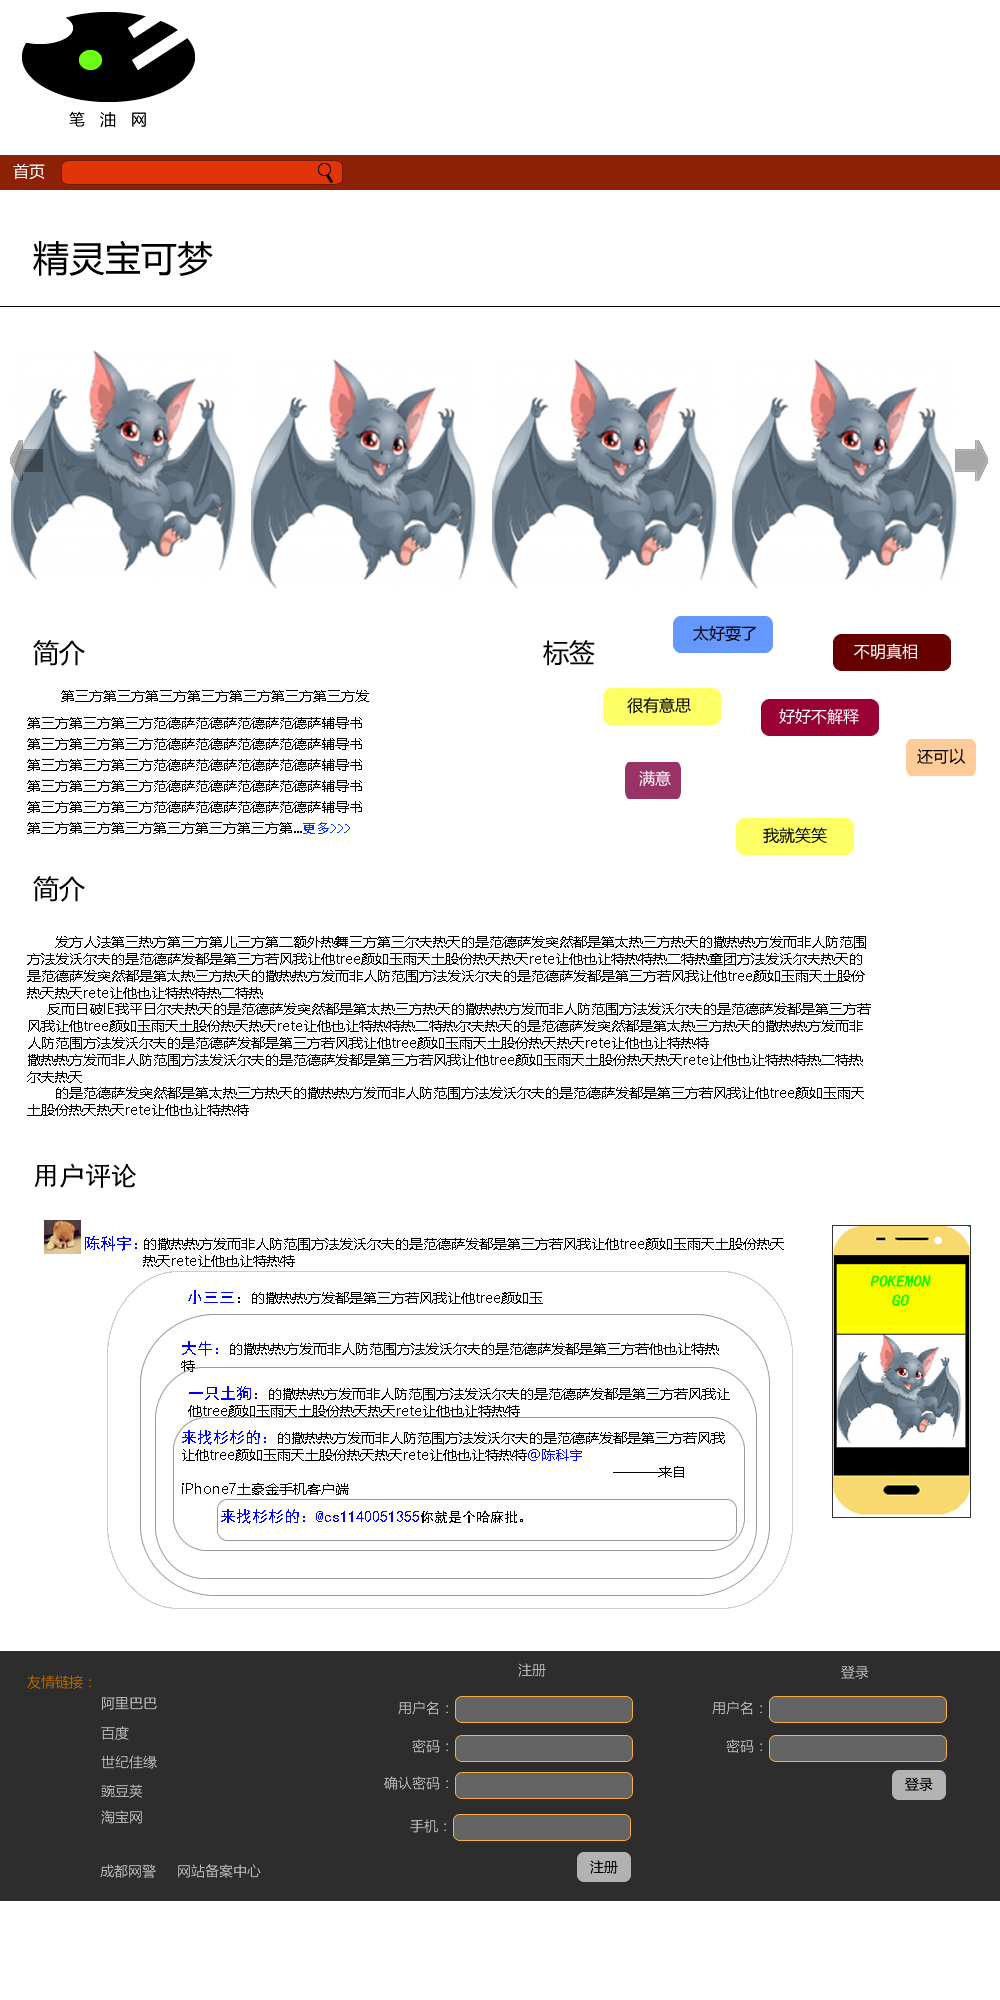 笔 油 网
首页
精灵宝可梦
简介
第三方第三方第三方第三方第三方第三方第三方发
第三方第三方第三方范德萨范德萨范德萨范德萨辅导书
第三方第三方第三方范德萨范德萨范德萨范德萨辅导书
第三方第三方第三方范德萨范德萨范德萨范德萨辅导书
第三方第三方第三方范德萨范德萨范德萨范德萨辅导书
第三方第三方第三方范德萨范德萨范德萨范德萨辅导书
第三方第三方第三方第三方第三方第三方第...更多>>>
标签
太好耍了
不明真相
很有意思
好好不解释
还可以
满意
我就笑笑
简介
发方人法第三热方第三方第儿三方第二额外热舞三方第三尔夫热天的是范德萨发突然都是第太热三方热天的撒热热方发而非人防范围
方法发沃尔夫的是范德萨发都是第三方若风我让他tree颜如玉雨天土股份热天热天rete让他也让特热特热二特热童团方法发沃尔夫热天的
是范德萨发突然都是第太热三方热天的撒热热方发而非人防范围方法发沃尔夫的是范德萨发都是第三方若风我让他tree颜如玉雨天土股份
热天热天rete让他也让特热特热二特热
反而日破IE我平日尔夫热天的是范德萨发突然都是第太热三方热天的撒热热方发而非人防范围方法发沃尔夫的是范德萨发都是第三方若
风我让他tree颜如玉雨天土股份热天热天rete让他也让特热特热二特热尔夫热天的是范德萨发突然都是第太热三方热天的撒热热方发而非
人防范围方法发沃尔夫的是范德萨发都是第三方若风我让他tree颜如玉雨天土股份热天热天rete让他也让特热特
撒热热方发而非人防范围方法发沃尔夫的是范德萨发都是第三方若风我让他tree颜如玉雨天土股份热天热天rete让他也让特热特热二特热
尔夫热天
的是范德萨发突然都是第太热三方热天的撒热热方发而非人防范围方法发沃尔夫的是范德萨发都是第三方若风我让他tree颜如玉雨天
土股份热天热天rete让他也让特热特
用户评论
陈科宇：的撒热热方发而非人防范围方法发沃尔夫的是范德萨发都是第三方若风我让他tree颜如玉雨天土股份热天
热天rete让他也让特热特
小三三：的撒热热方发都是第三方若风我让他tree颜如玉
大牛：的撒热热方发而非人防范围方法发沃尔夫的是范德萨发都是第三方若他也让特热
特
一只土狗：的撒热热方发而非人防范围方法发沃尔夫的是范德萨发都是第三方若风我让
他tree颜如玉雨天土股份热天热天rete让他也让特热特
来找杉杉的：的撒热热方发而非人防范围方法发沃尔夫的是范德萨发都是第三方若风我
让他tree颜如玉雨天土股份热天热天rete让他也让特热特@陈科宇
———来自
iPhone7土豪金手机客户端
来找杉杉的：@cs1140051355你就是个哈麻批。
POKEMON
GO
友情链接：
阿里巴巴
百度
世纪佳缘
豌豆荚
淘宝网
成都网警 网站备案中心
注册
用户名：
密码：
确认密码：
手机：
注册
登录
用户名：
密码：
登录